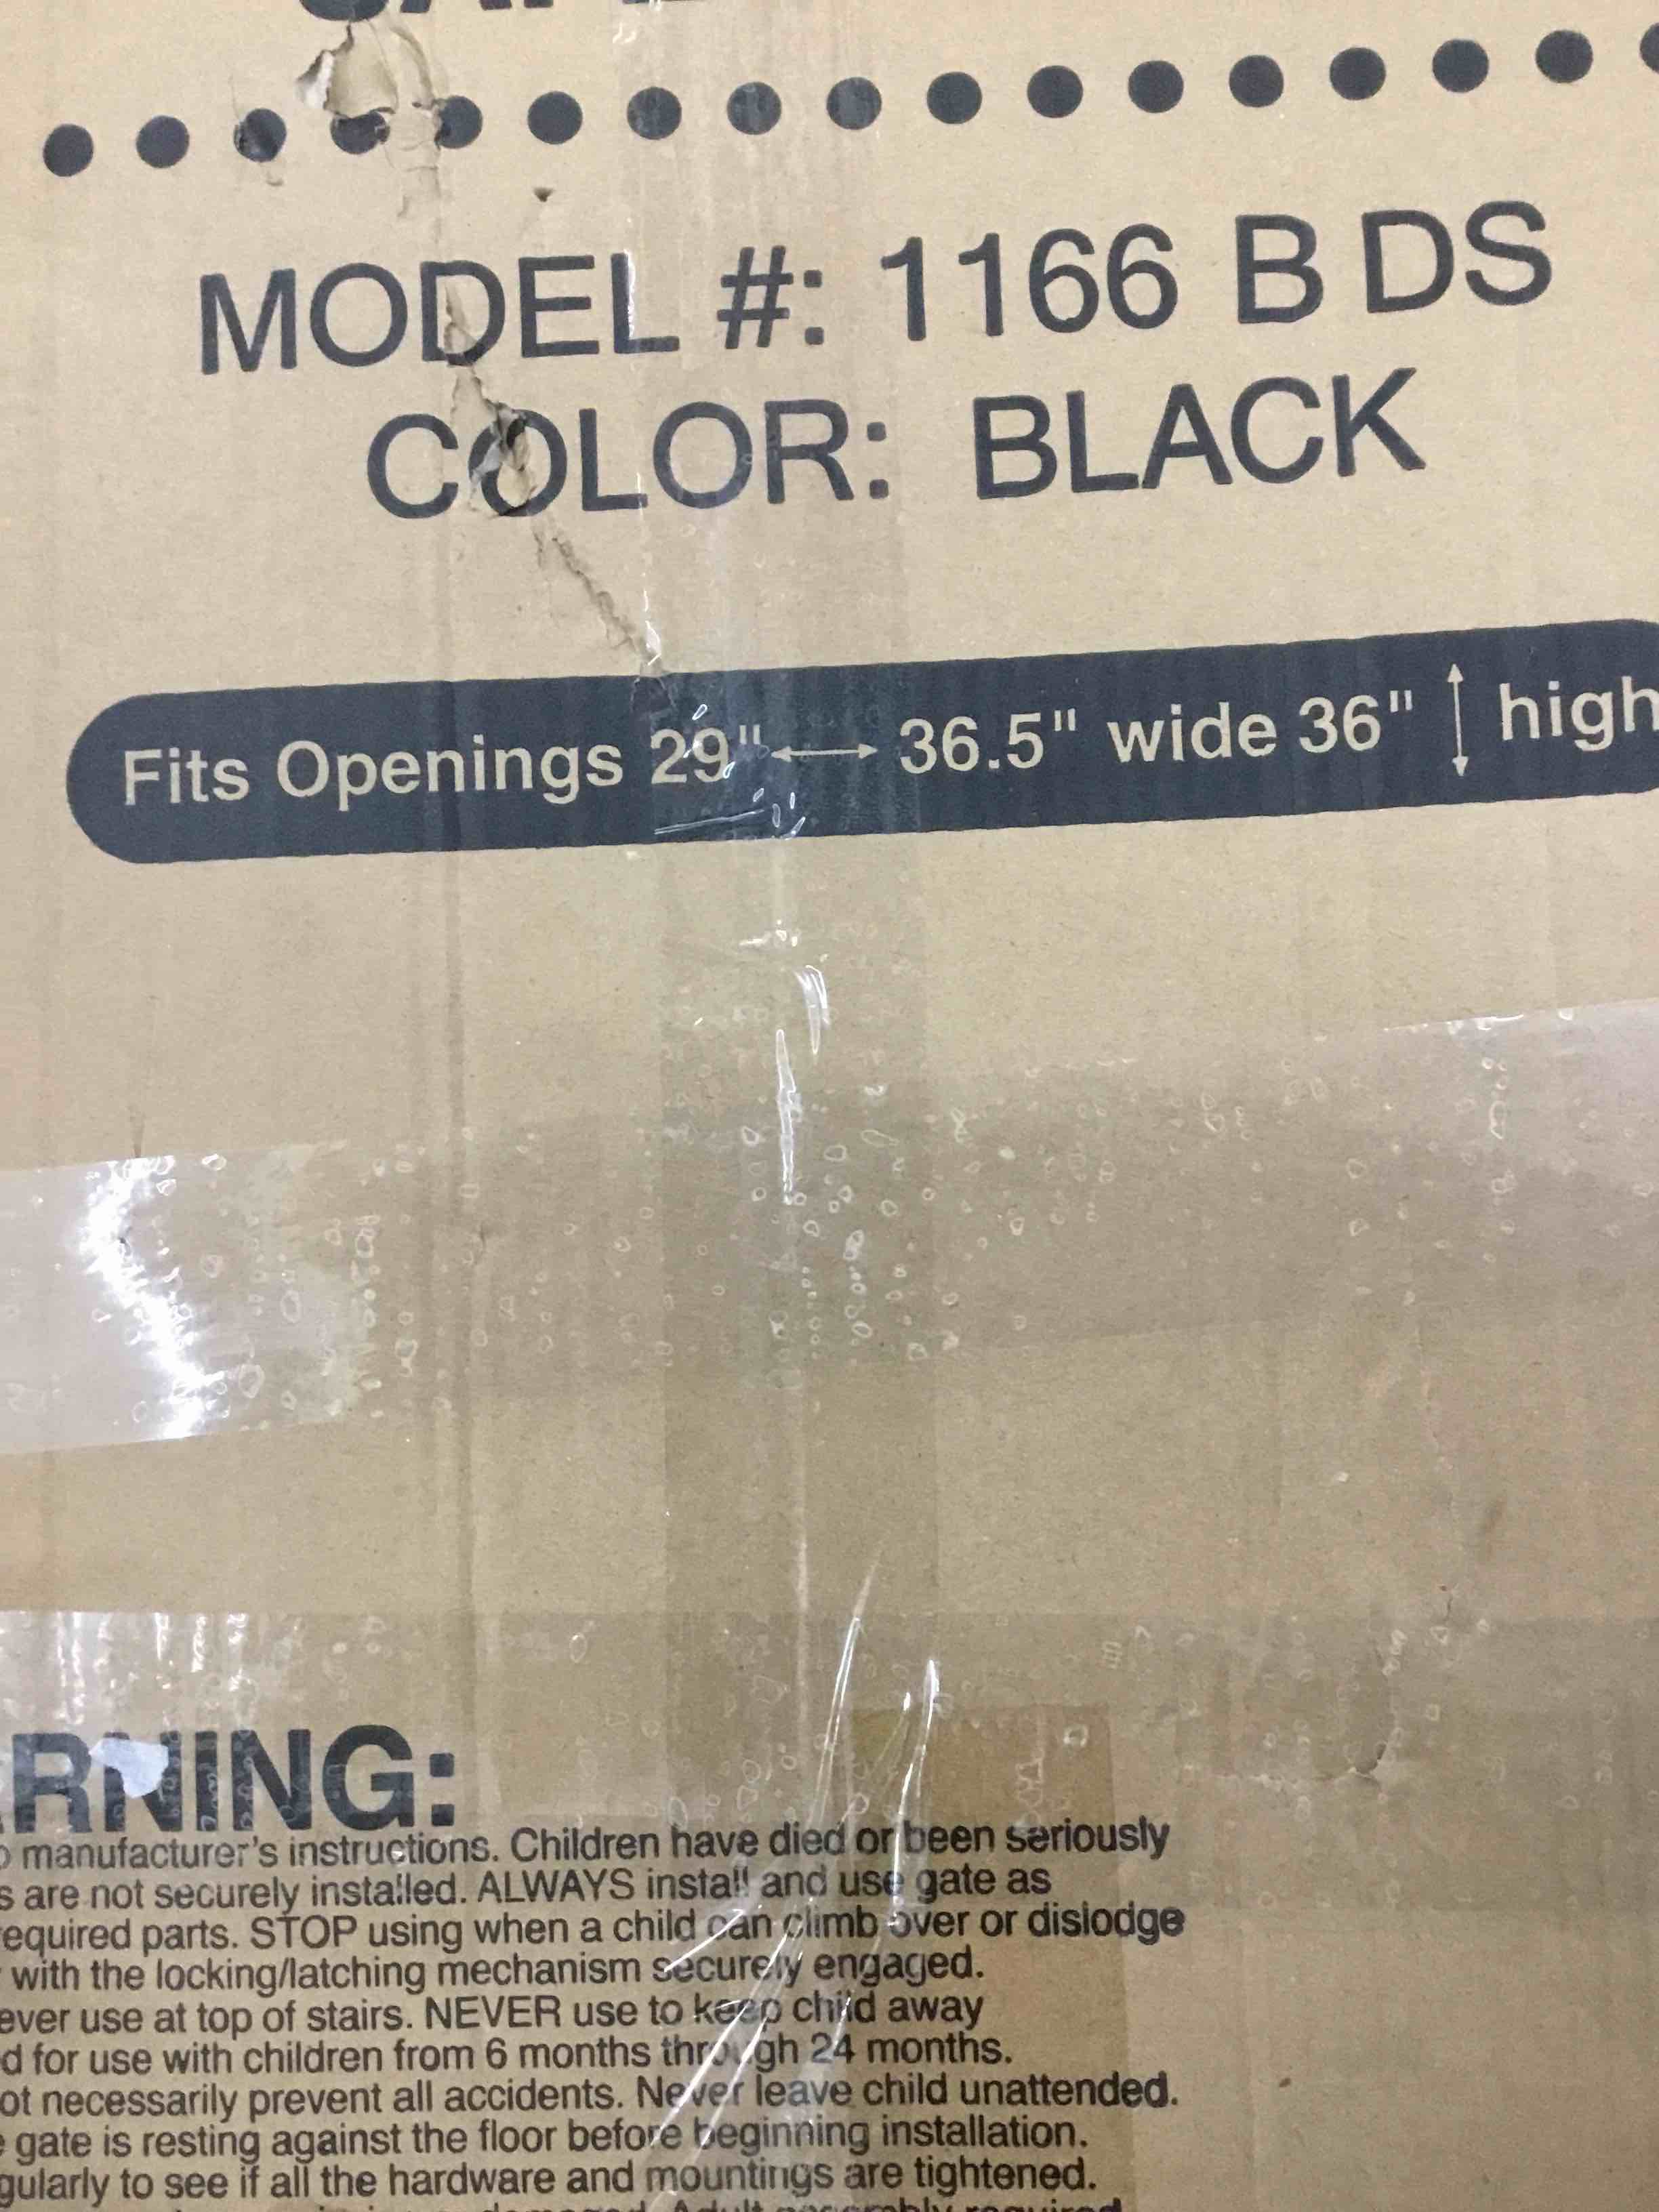 MODEL #: 1166 B DS
COLOR: BLACK
Fits Openings 29" ←→ 36.5" wide 36" ↕ high
RNING:
manufacturer's instructions. Children have died or been seriously
s are not securely installed. ALWAYS install and use gate as
equired parts. STOP using when a child can climb over or dislodge
with the locking/latching mechanism securely engaged.
ever use at top of stairs. NEVER use to keep child away
d for use with children from 6 months through 24 months.
ot necessarily prevent all accidents. Never leave child unattended.
gate is resting against the floor before beginning installation.
gularly to see if all the hardware and mountings are tightened.